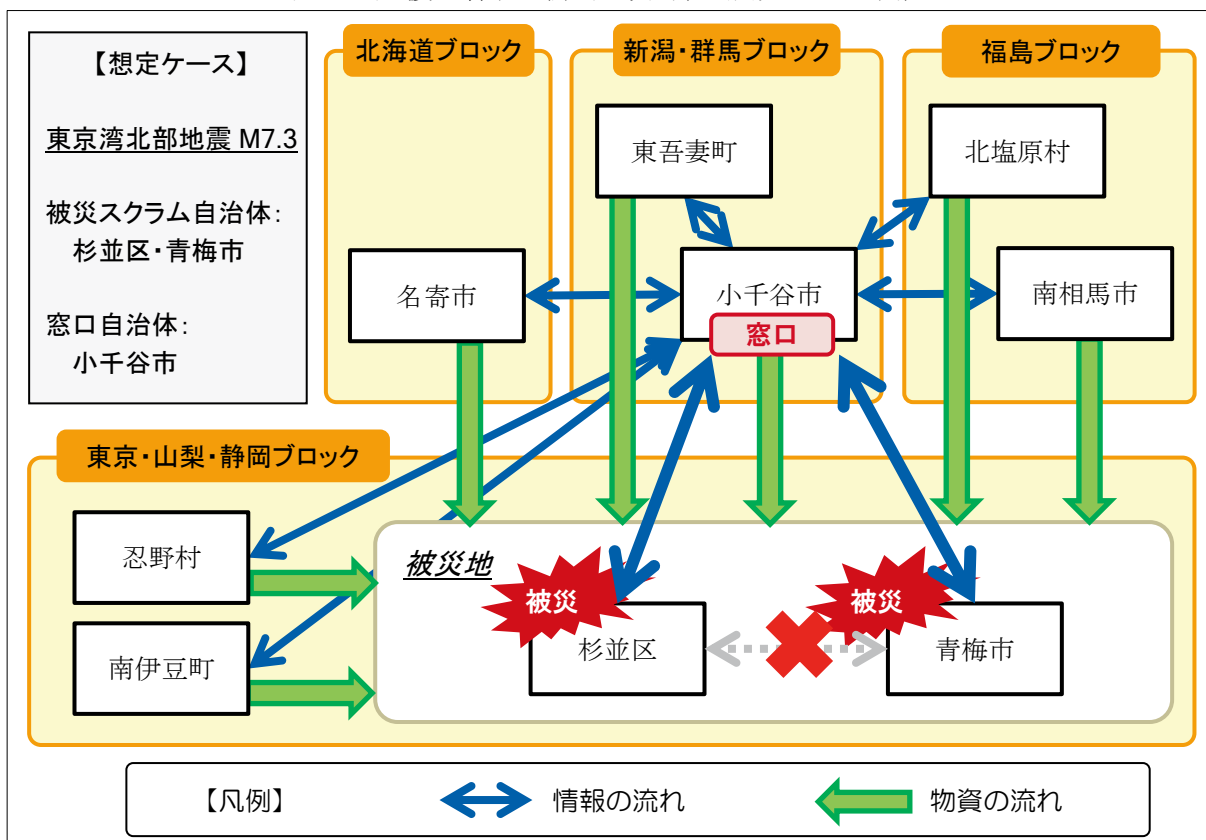 【想定ケース】
東京湾北部地震 M7.3
被災スクラム自治体：
杉並区・青梅市
窓口自治体：
小千谷市
北海道ブロック
新潟・群馬ブロック
福島ブロック
東吾妻町
北塩原村
名寄市
小千谷市
窓口
南相馬市
東京・山梨・静岡ブロック
忍野村
南伊豆町
被災地
被災
被災
杉並区
青梅市
【凡例】
情報の流れ
物資の流れ